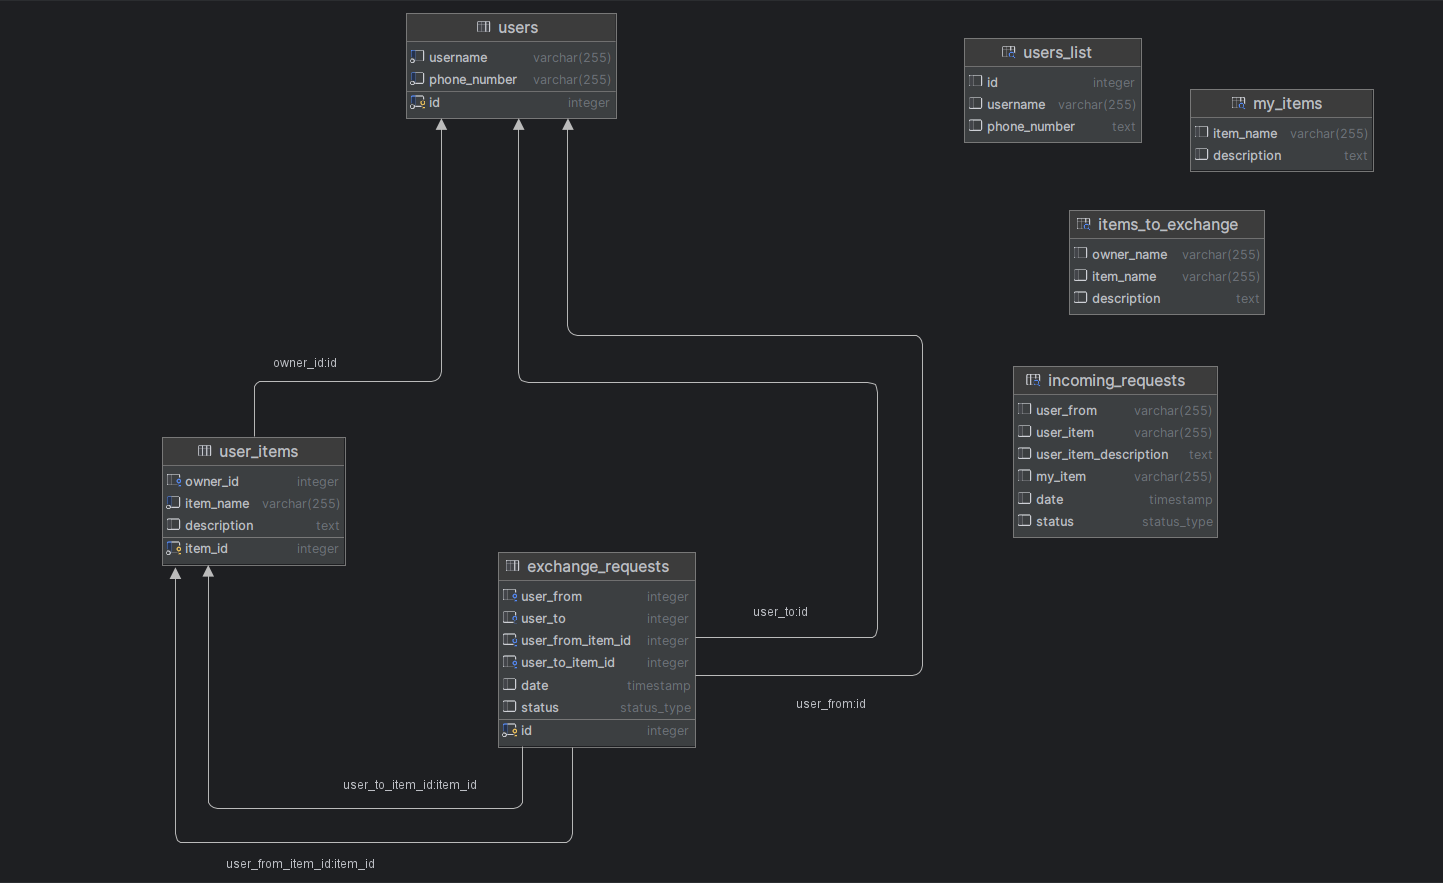 users
username varchar(255)
phone_number varchar(255)
id integer
users_list
id integer
username varchar(255)
phone_number text
my_items
item_name varchar(255)
description text
items_to_exchange
owner_name varchar(255)
item_name varchar(255)
description text
owner_id:id
incoming_requests
user_from varchar(255)
user_item varchar(255)
user_item_description text
my_item varchar(255)
date timestamp
status status_type
user_items
owner_id integer
item_name varchar(255)
description text
item_id integer
exchange_requests
user_from integer
user_to integer
user_from_item_id integer
user_to_item_id integer
date timestamp
status status_type
id integer
user_to:id
user_from:id
user_to_item_id:item_id
user_from_item_id:item_id